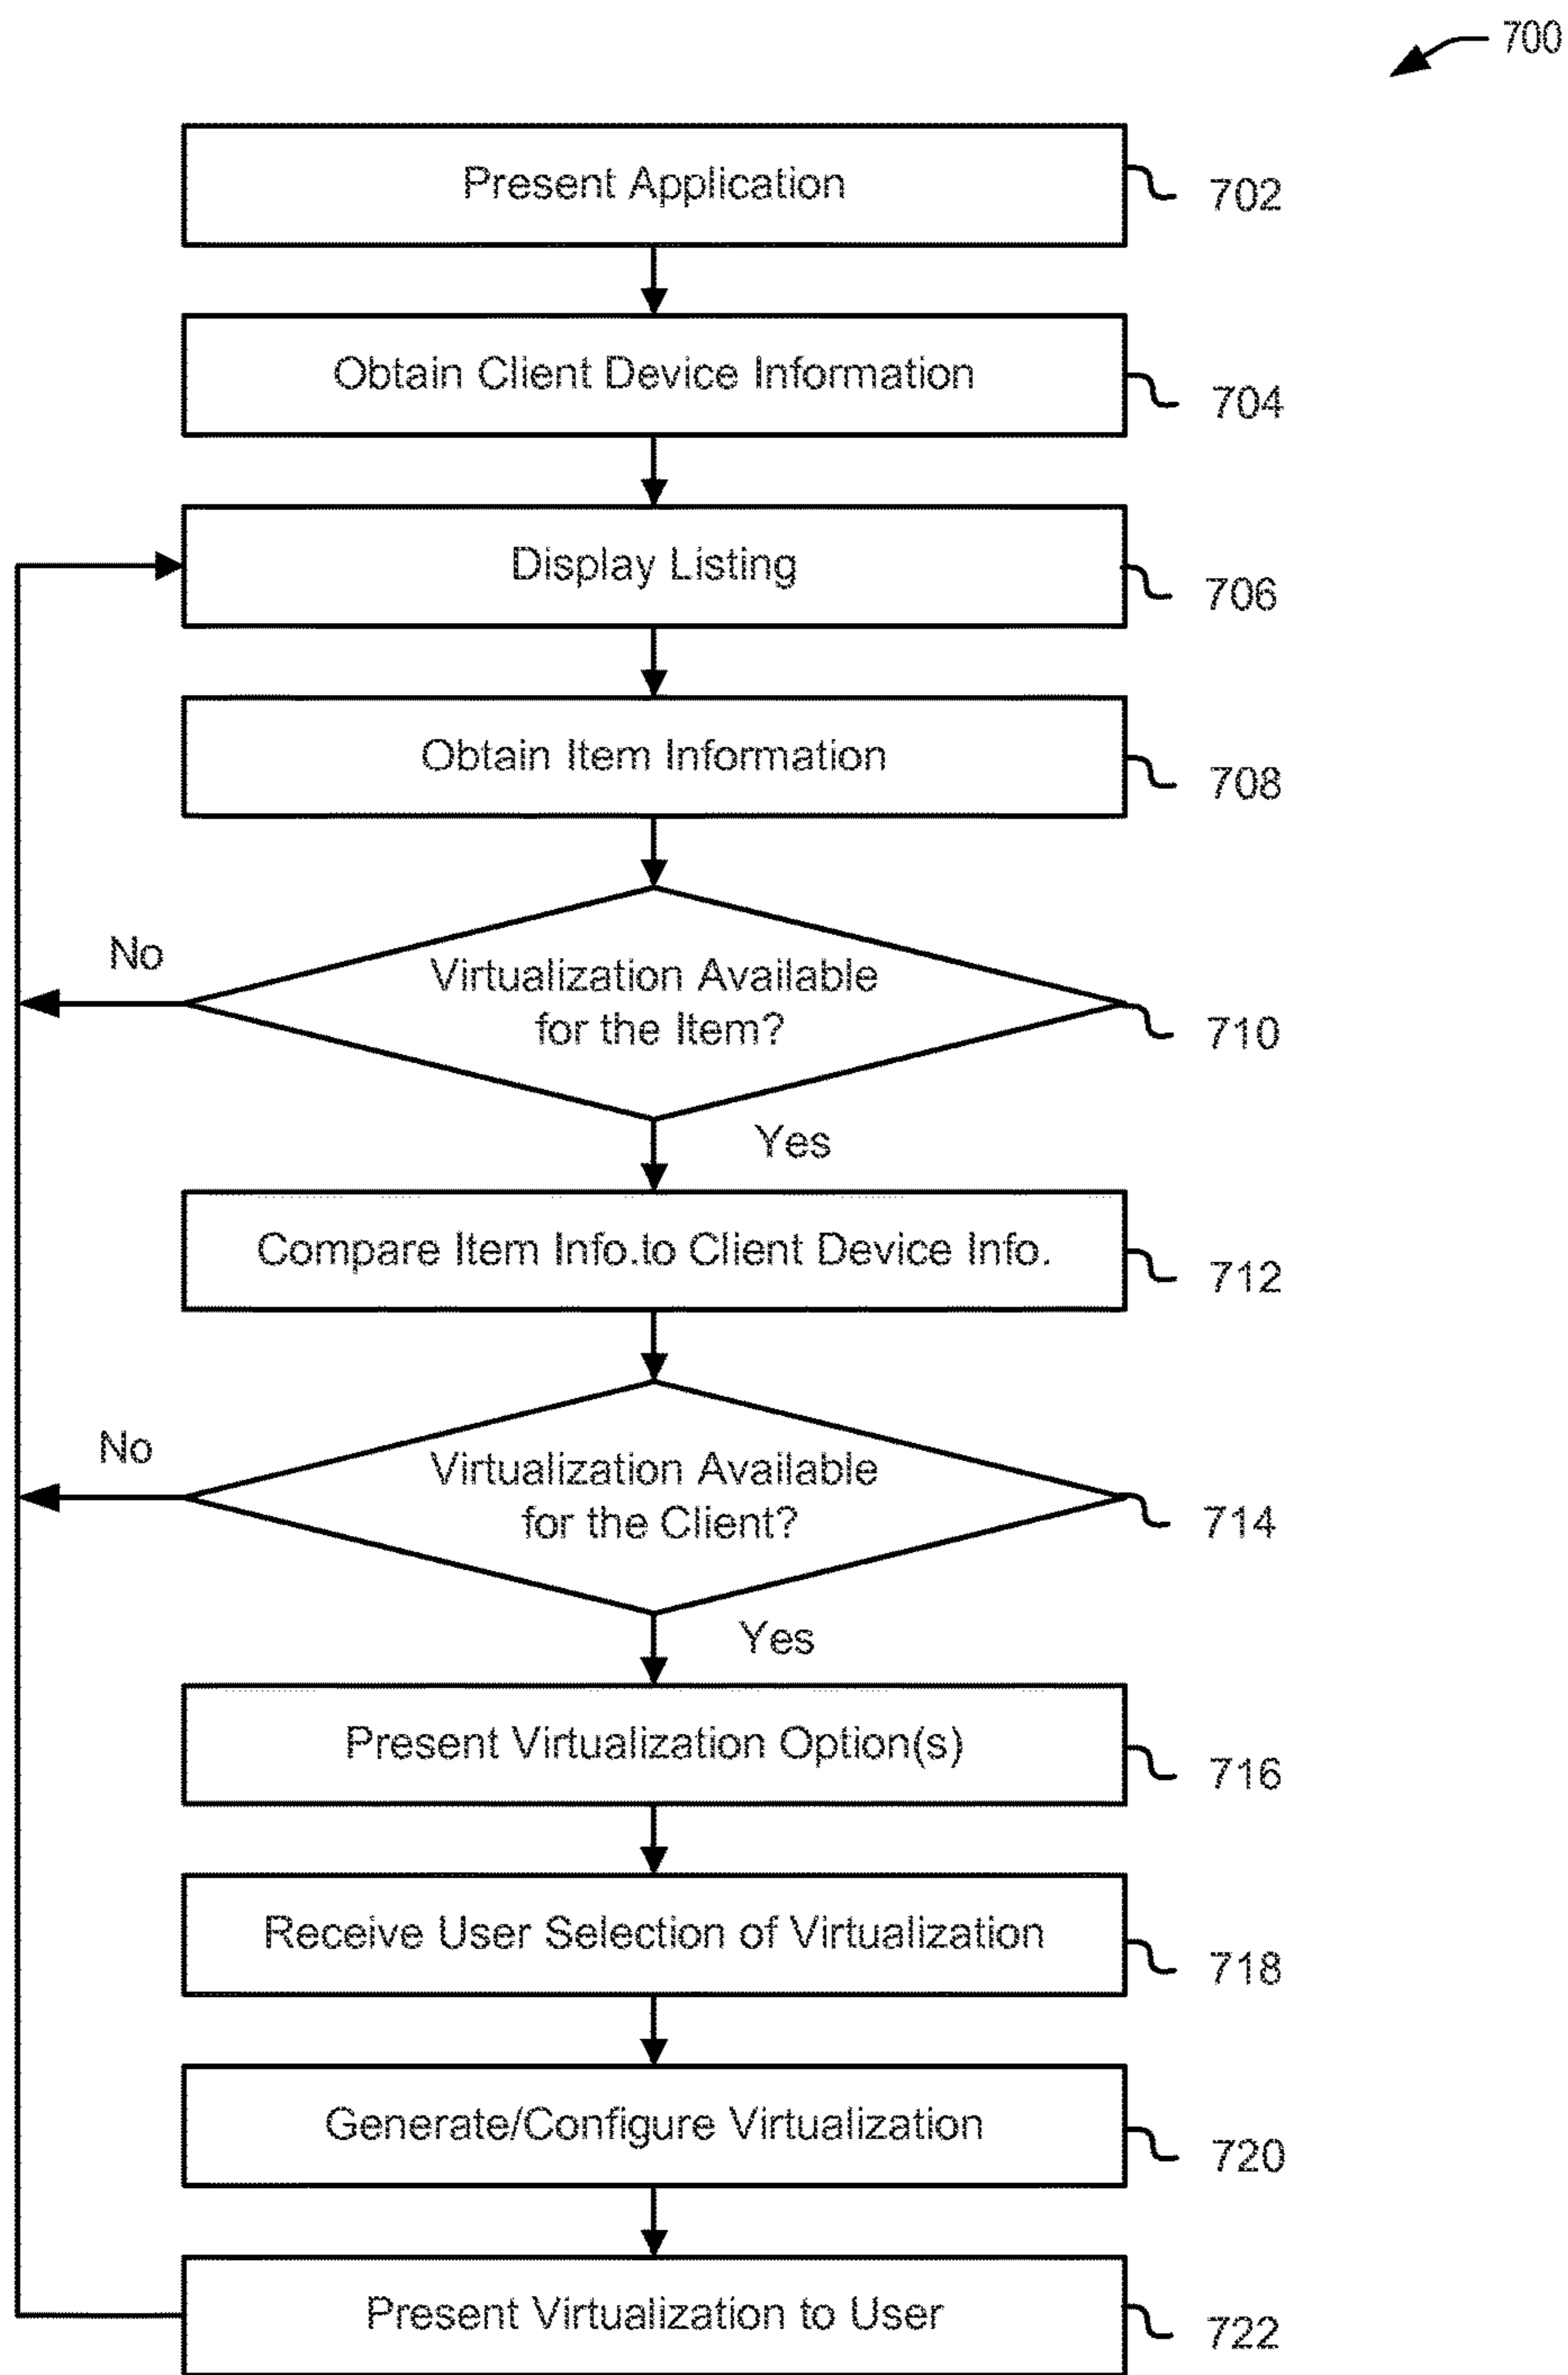 700
Present Application
702
Obtain Client Device Information
704
Display Listing
706
Obtain Item Information
708
No
Virtualization Available
for the Item?
710
Yes
Compare Item Info.to Client Device Info.
712
No
Virtualization Available
for the Client?
714
Yes
Present Virtualization Option(s)
716
Receive User Selection of Virtualization
718
Generate/Configure Virtualization
720
Present Virtualization to User
722